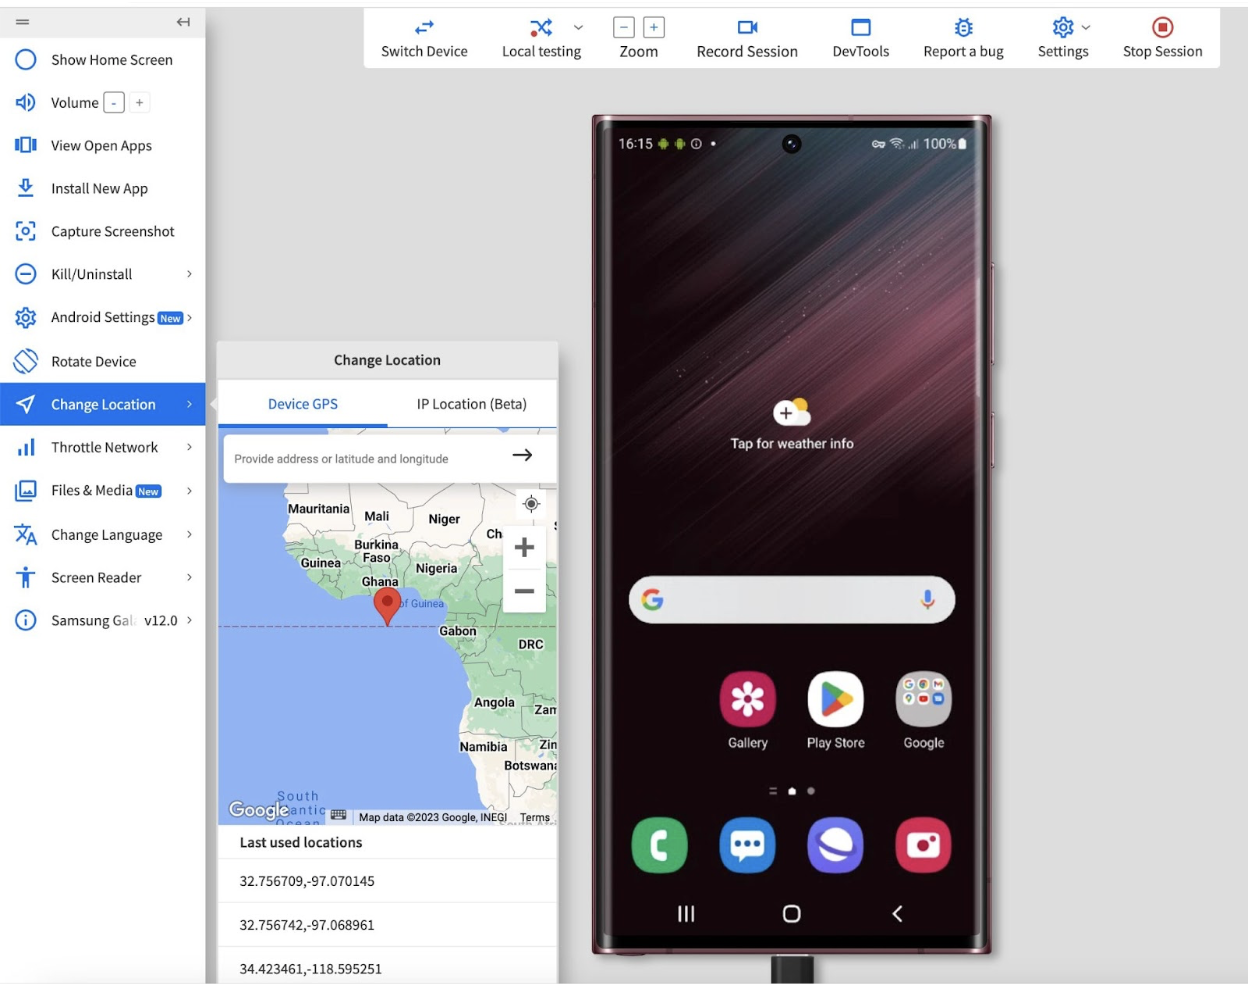 Show Home Screen
Volume - +
View Open Apps
Install New App
Capture Screenshot
Kill/Uninstall
Android Settings New
Rotate Device
Change Location
Throttle Network
Files & Media New
Change Language
Screen Reader
Samsung Gala v12.0
Switch Device
Local testing
Zoom
Record Session
DevTools
Report a bug
Settings
Stop Session
Change Location
Device GPS
IP Location (Beta)
Provide address or latitude and longitude
Mauritania
Mali
Niger
Ch
Burkina
Faso
Guinea
Nigeria
Ghana
of Guinea
Gabon
DRC
Angola
Zam
Namibia
Zin
Botswana
South
antic
Ocean
Google
Map data ©2023 Google, INEGI
Terms
South Afri
Last used locations
32.756709,-97.070145
32.756742,-97.068961
34.423461,-118.595251
16:15
100%
Tap for weather info
Gallery
Play Store
Google